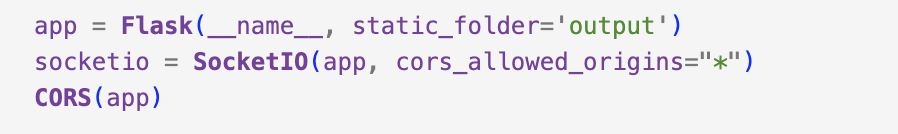 app = Flask(__name__, static_folder='output')
socketio = SocketIO(app, cors_allowed_origins="*")
CORS(app)